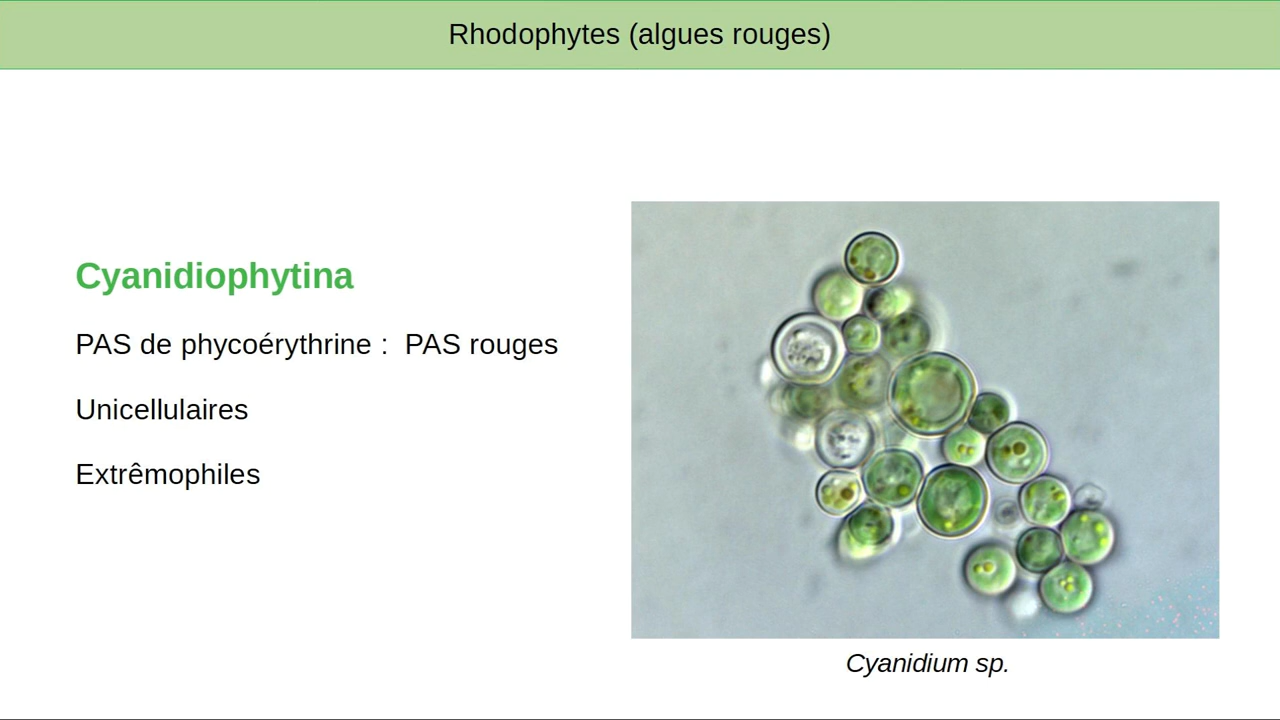 Rhodophytes (algues rouges)
Cyanidiophytina
PAS de phycoérythrine :  PAS rouges
Unicellulaires
Extrêmophiles
Cyanidium sp.